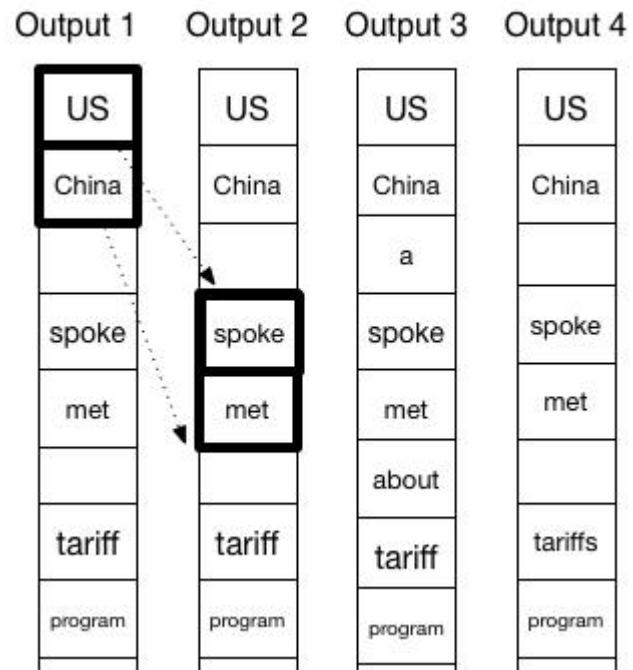 Output 1 Output 2 Output 3 Output 4
US US US US
China China China China
a
spoke spoke spoke spoke
met met met met
about
tariff tariff tariff tariffs
program program program program